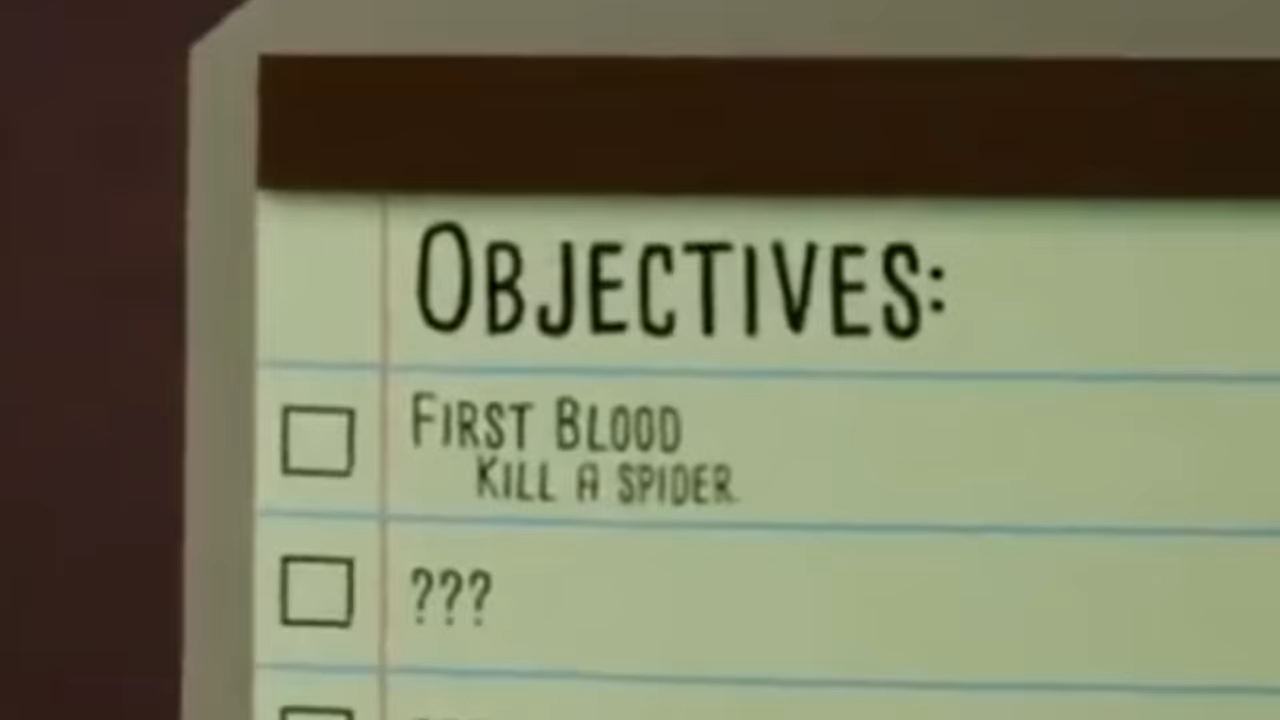 OBJECTIVES:
FIRST BLOOD
KILL A SPIDER
???